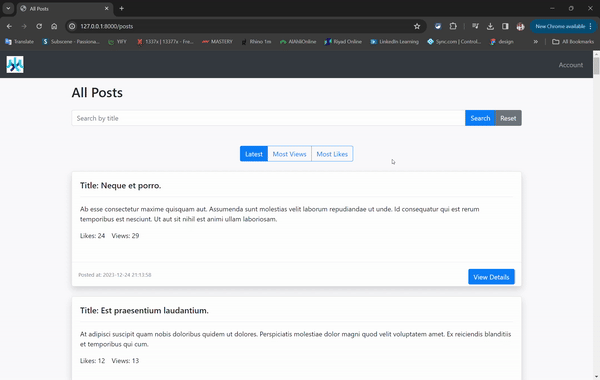 All Posts
127.0.0.1:8000/posts
New Chrome available
Translate
Subscene - Passiona...
YIFY
1337x | 13377x - Fre...
MASTERY
Rhino 1m
AlAhliOnline
Riyad Online
LinkedIn Learning
Sync.com | Control...
design
»
All Bookmarks
Account
All Posts
Search by title
Search
Reset
Latest
Most Views
Most Likes
Title: Neque et porro.
Ab esse consectetur maxime quisquam aut. Assumenda sunt molestias velit laborum repudiandae ut unde. Id consequatur qui est rerum
temporibus est nesciunt. Ut aut sit nihil est animi ullam laboriosam.
Likes: 24 Views: 29
Posted at: 2023-12-24 21:13:56
View Details
Title: Est praesentium laudantium.
At adipisci suscipit quam nobis doloribus quidem ut dolores. Perspiciatis molestiae dolor magni quod velit voluptatem amet. Ex reiciendis blanditiis
et temporibus qui cum.
Likes: 12 Views: 13